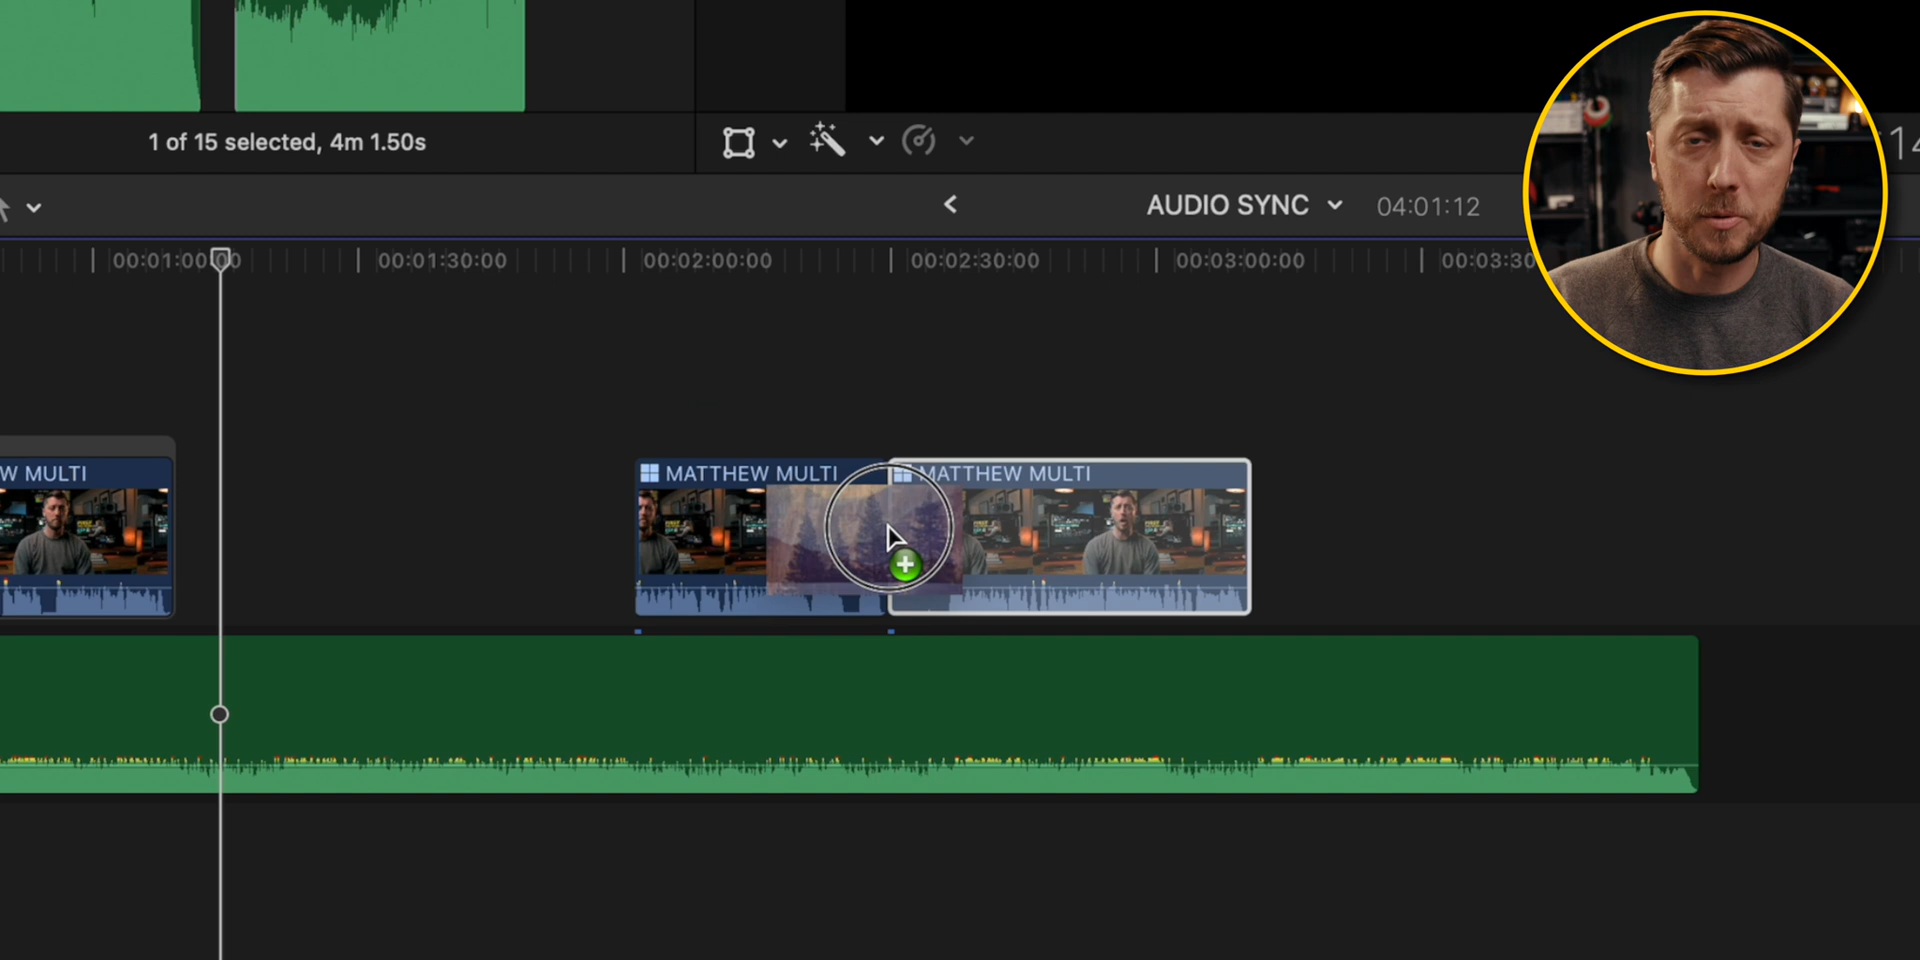 1 of 15 selected, 4m 1.50s
AUDIO SYNC
04:01:12
14
00:01:00:00
00:01:30:00
00:02:00:00
00:02:30:00
00:03:00:00
00:03:30
W MULTI
MATTHEW MULTI
MATTHEW MULTI